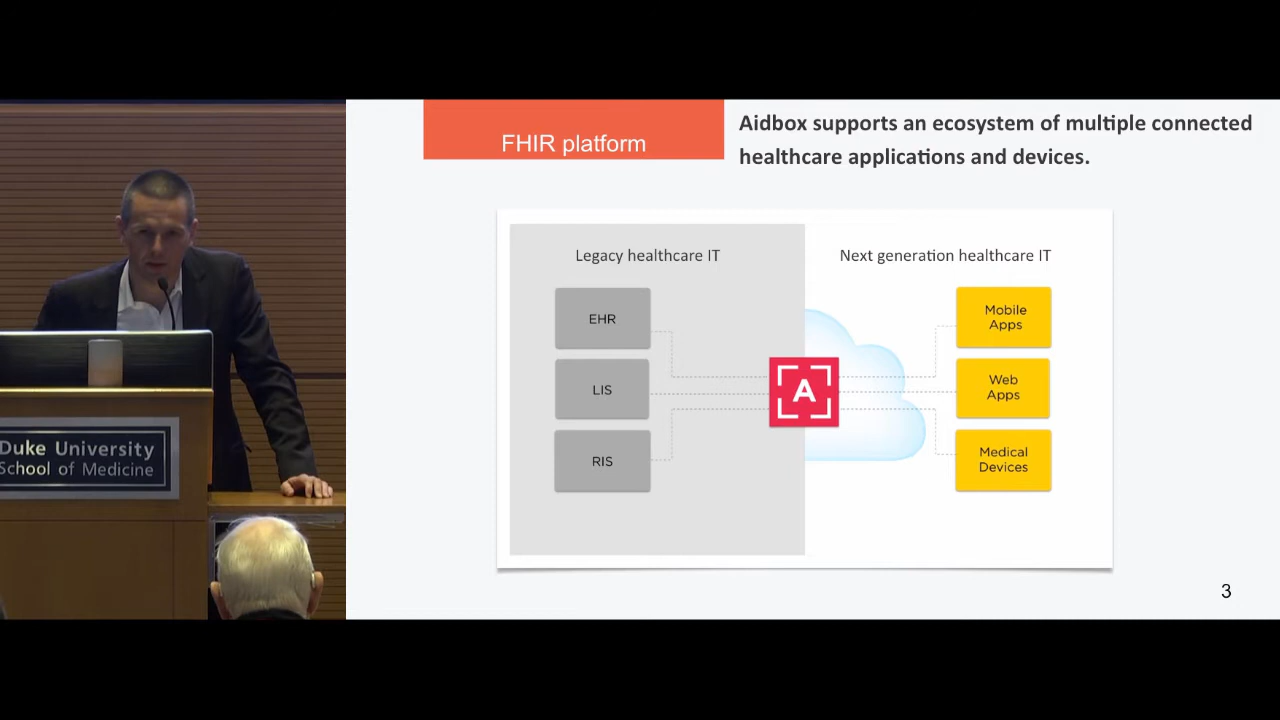 FHIR platform
Aidbox supports an ecosystem of multiple connected
healthcare applications and devices.
Legacy healthcare IT
Next generation healthcare IT
EHR
LIS
RIS
A
Mobile
Apps
Web
Apps
Medical
Devices
3
Duke University
School of Medicine